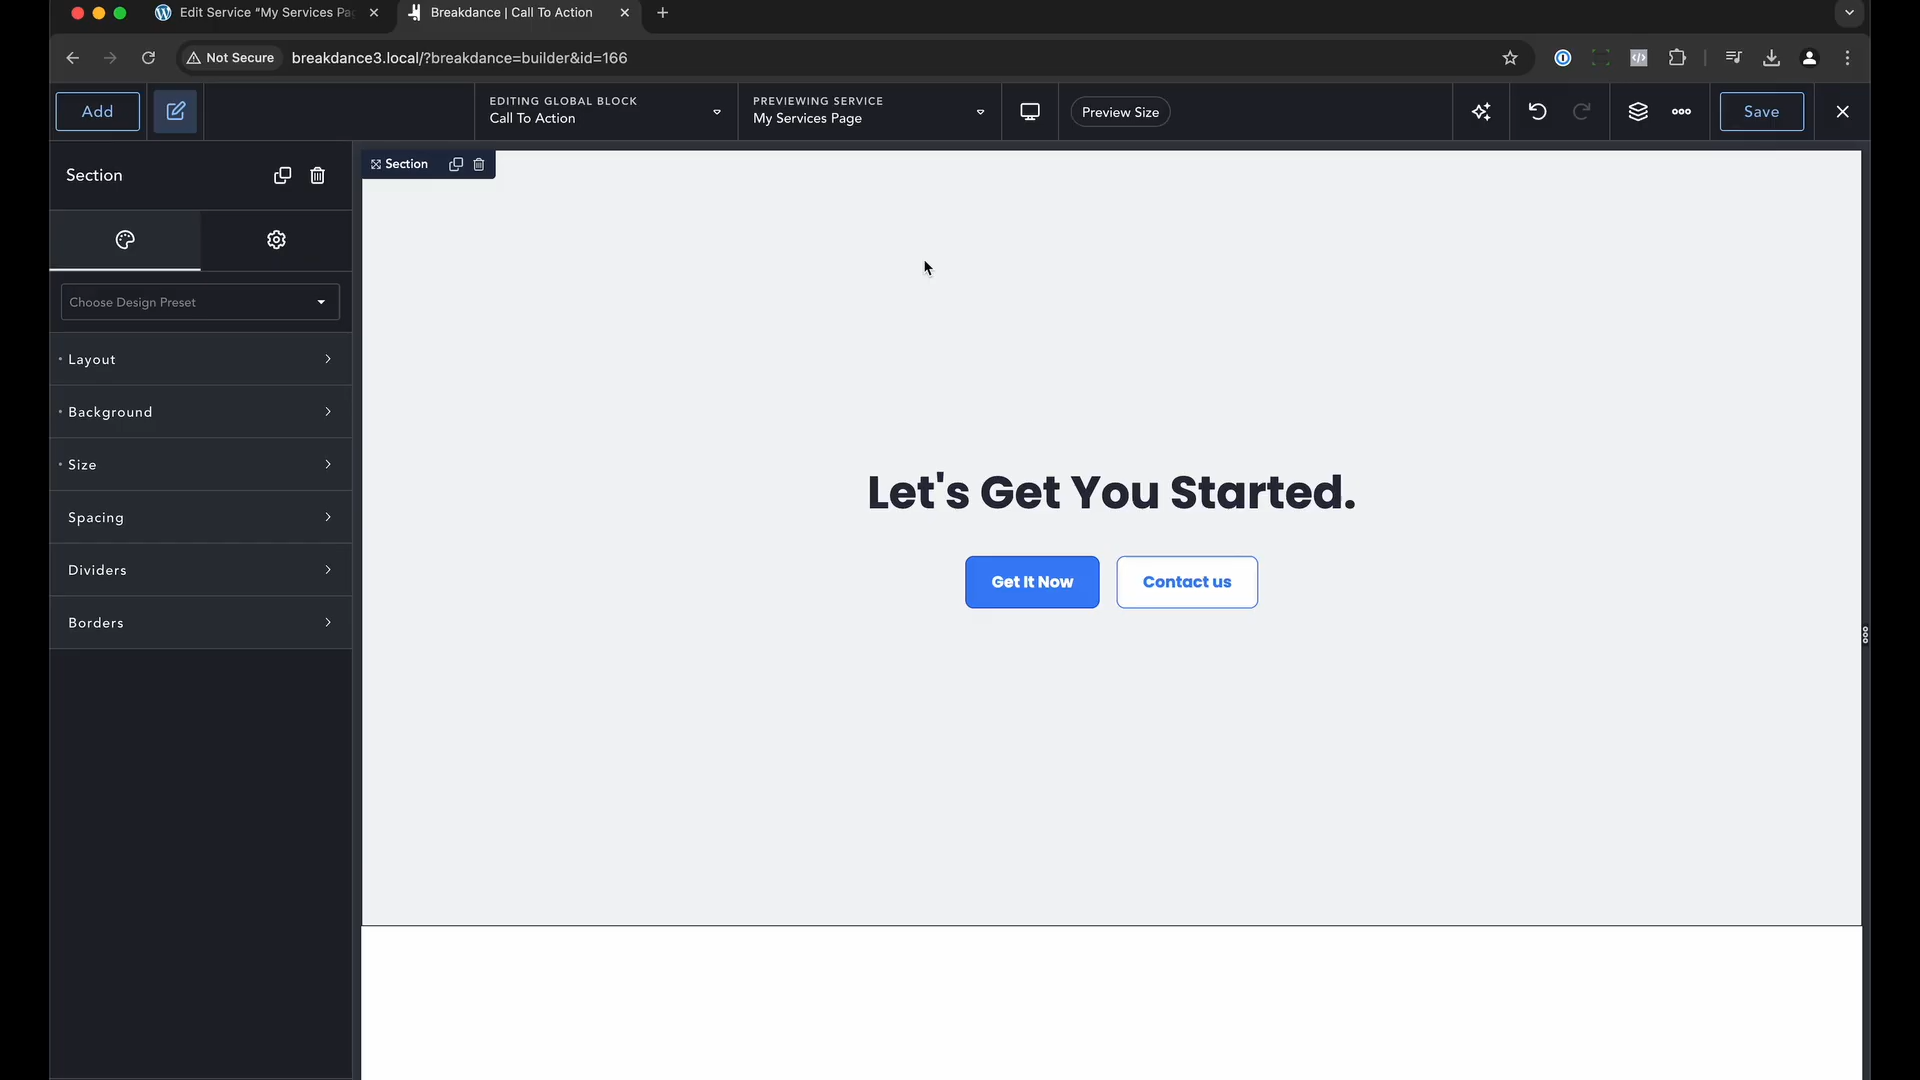 Edit Service “My Services Pa
Breakdance | Call To Action
Not Secure
breakdance3.local/?breakdance=builder&id=166
Add
EDITING GLOBAL BLOCK
Call To Action
PREVIEWING SERVICE
My Services Page
Preview Size
Save
Section
Section
Choose Design Preset
Layout
Background
Size
Spacing
Dividers
Borders
Let's Get You Started.
Get It Now
Contact us